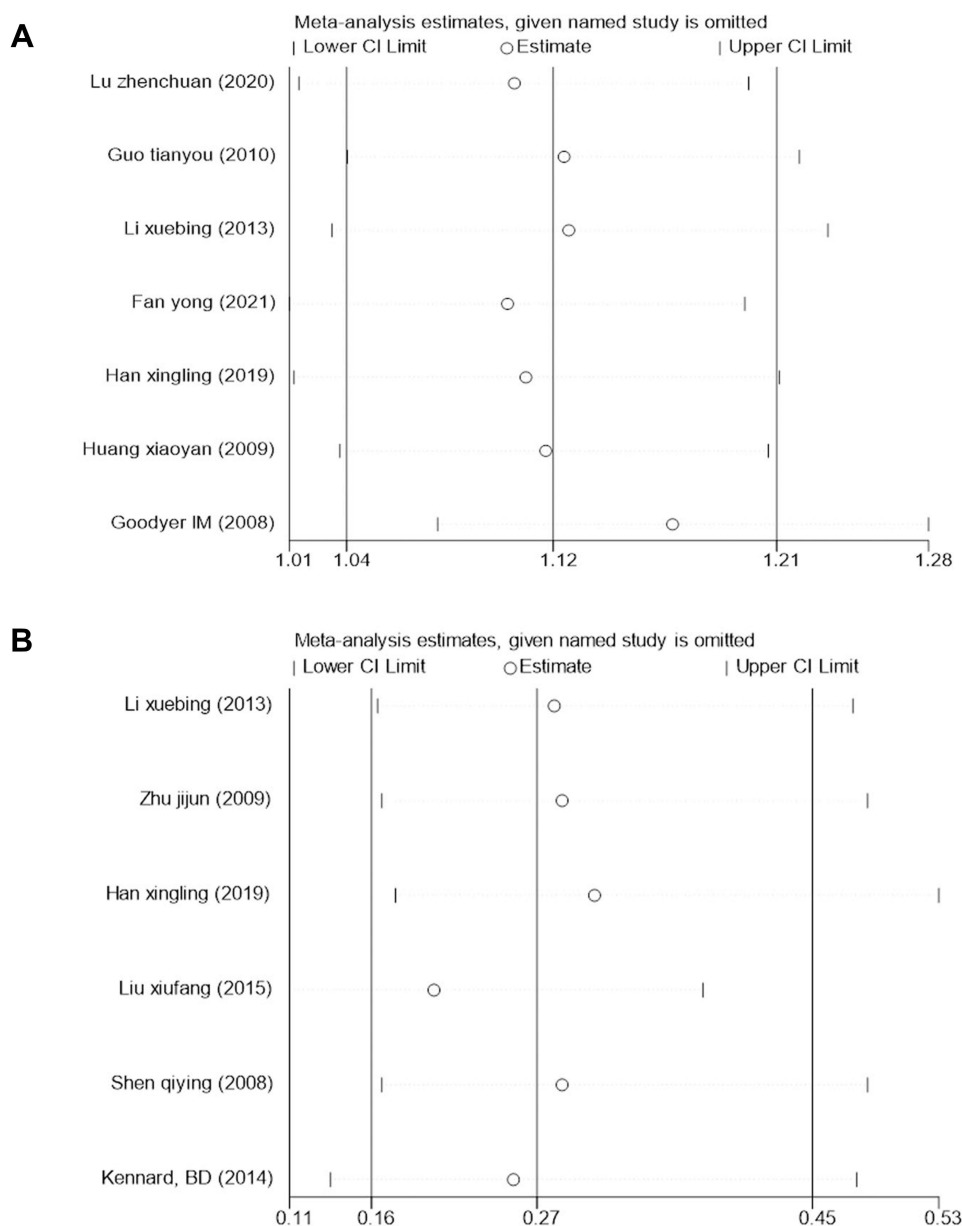 A
Meta-analysis estimates, given named study is omitted
| Lower CI Limit ○ Estimate | Upper CI Limit
Lu zhenchuan (2020)
Guo tianyou (2010)
Li xuebing (2013)
Fan yong (2021)
Han xingling (2019)
Huang xiaoyan (2009)
Goodyer IM (2008)
1.01 1.04 1.12 1.21 1.28
B
Meta-analysis estimates, given named study is omitted
| Lower CI Limit ○ Estimate | Upper CI Limit
Li xuebing (2013)
Zhu jijun (2009)
Han xingling (2019)
Liu xiufang (2015)
Shen qiying (2008)
Kennard, BD (2014)
0.11 0.16 0.27 0.45 0.53